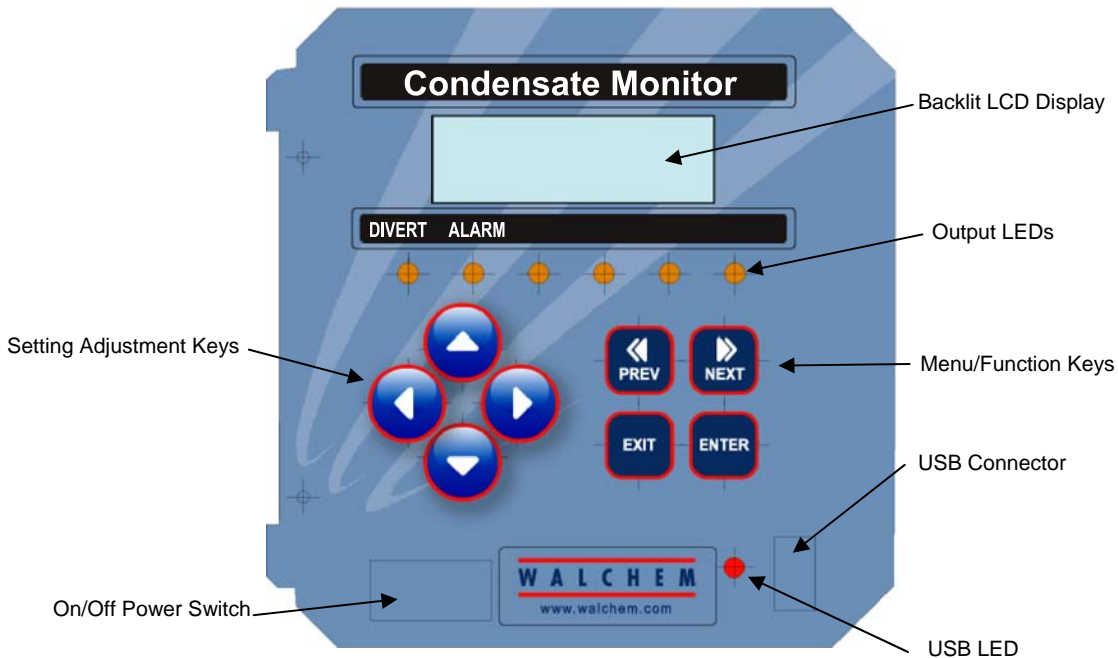 Condensate Monitor
Backlit LCD Display
DIVERT ALARM
Output LEDs
Setting Adjustment Keys
PREV
NEXT
Menu/Function Keys
EXIT
ENTER
USB Connector
WALCHEM
www.walchem.com
On/Off Power Switch
USB LED